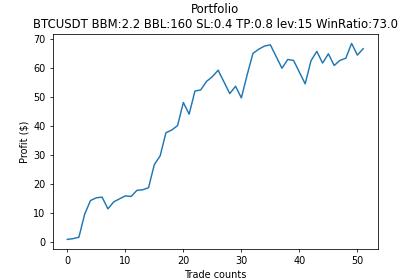 Portfolio
BTCUSDT BBM:2.2 BBL:160 SL:0.4 TP:0.8 lev:15 WinRatio:73.0
70
60
50
40
30
20
10
0
Profit ($)
0 10 20 30 40 50
Trade counts